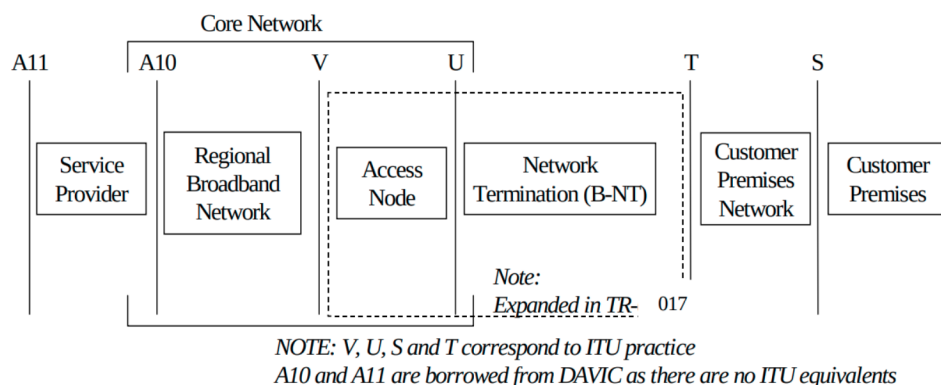 Core Network
A11 A10 V U T S
Service
Provider
Regional
Broadband
Network
Access
Node
Network
Termination (B-NT)
Customer
Premises
Network
Customer
Premises
Note:
Expanded in TR- 017
NOTE: V, U, S and T correspond to ITU practice
A10 and A11 are borrowed from DAVIC as there are no ITU equivalents